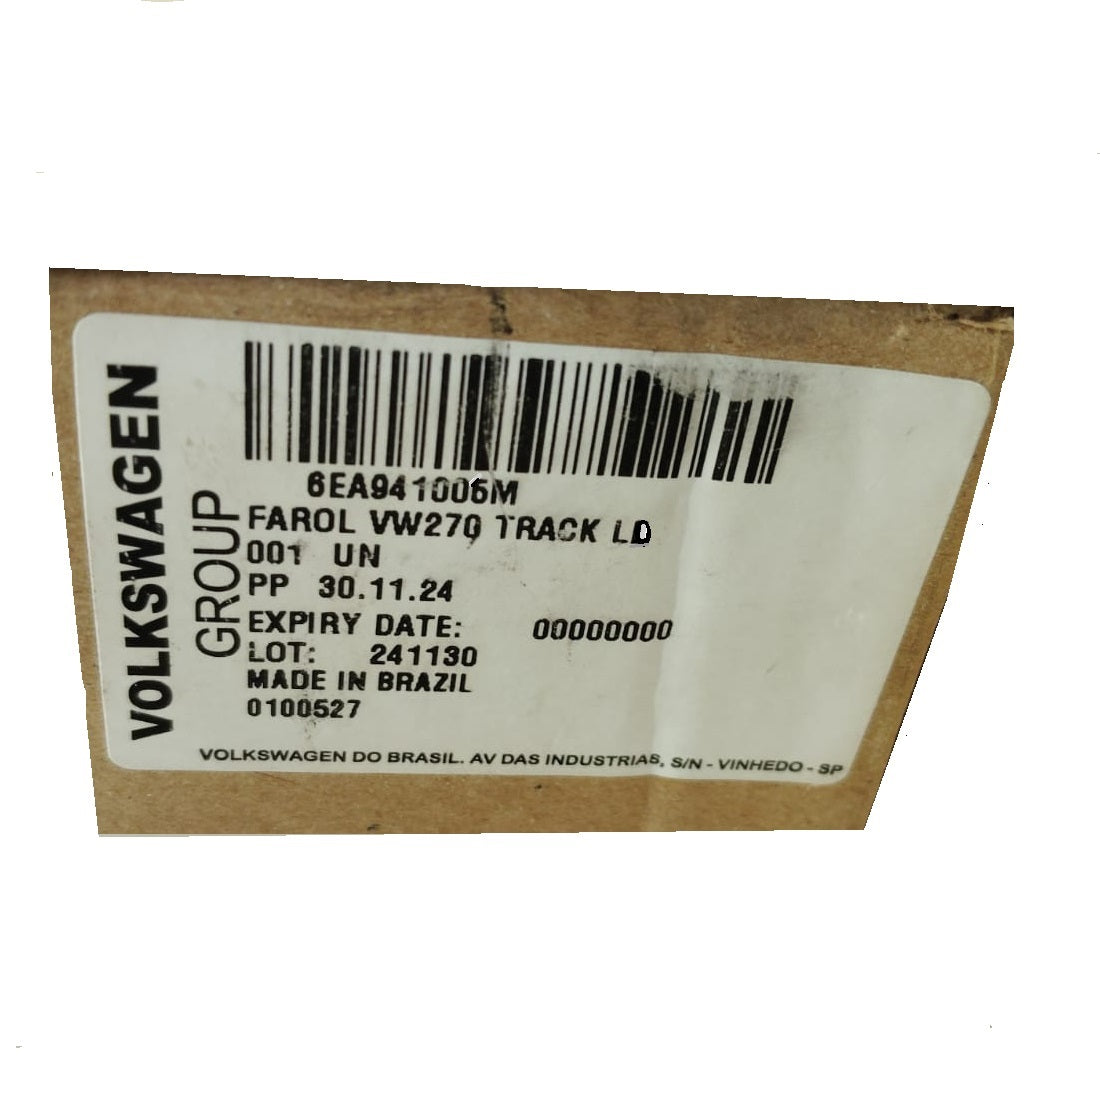 VOLKSWAGEN
GROUP
6EA941006M
FAROL VW270 TRACK LD
001 UN
PP 30.11.24
EXPIRY DATE: 00000000
LOT: 241130
MADE IN BRAZIL
0100527
VOLKSWAGEN DO BRASIL. AV DAS INDUSTRIAS, S/N - VINHEDO - SP